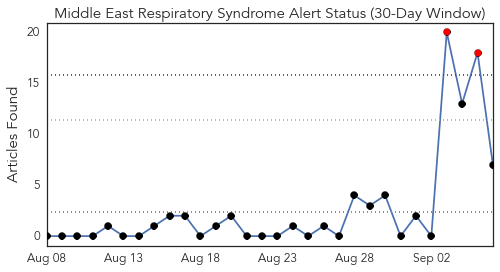 Middle East Respiratory Syndrome Alert Status (30-Day Window)
Articles Found
20
15
10
5
0
Aug 08 Aug 13 Aug 18 Aug 23 Aug 28 Sep 02